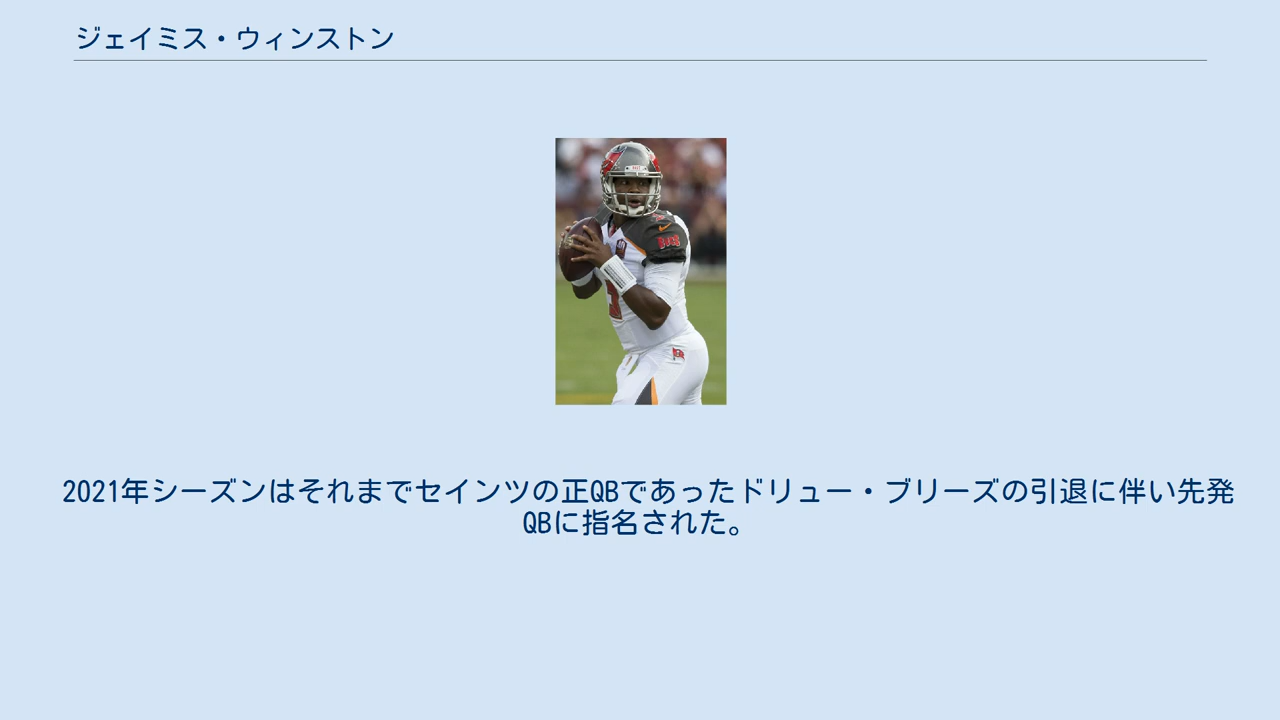 ジェイミス・ウィンストン
2021年シーズンはそれまでセインツの正QBであったドリュー・ブリーズの引退に伴い先発
QBに指名された。